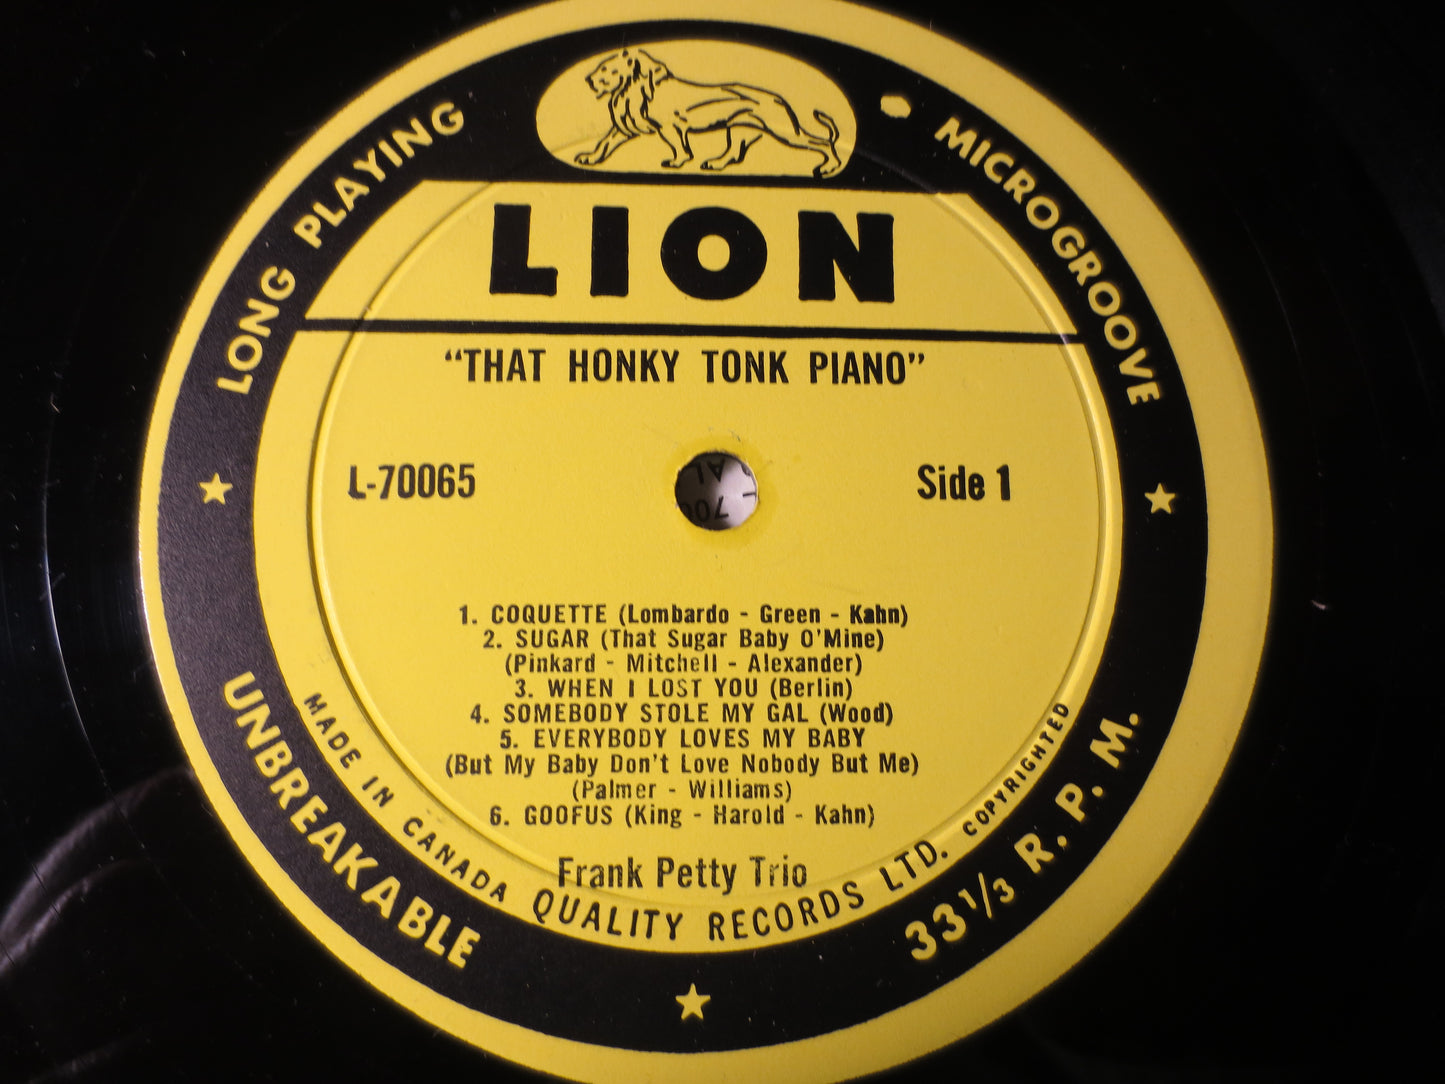 LONG PLAYING
MICROGROOVE
LION
"THAT HONKY TONK PIANO"
L-70065
Side 1
1. COQUETTE (Lombardo - Green - Kahn)
2. SUGAR (That Sugar Baby O'Mine)
(Pinkard - Mitchell - Alexander)
3. WHEN I LOST YOU (Berlin)
4. SOMEBODY STOLE MY GAL (Wood)
5. EVERYBODY LOVES MY BABY
(But My Baby Don't Love Nobody But Me)
(Palmer - Williams)
6. GOOFUS (King - Harold - Kahn)
Frank Petty Trio
MADE IN CANADA QUALITY RECORDS LTD. COPYRIGHTED
UNBREAKABLE
33 1/3 R. P. M.